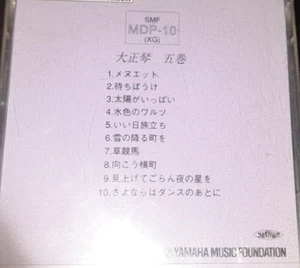 SMF
MDP-10
(XG)
大正琴 五巻
1.メヌエット
2.待ちぼうけ
3.太陽がいっぱい
4.水色のワルツ
5.いい日旅立ち
6.雪の降る町を
7.草競馬
8.向こう横町
9.見上げてごらん夜の星を
10.さよならはダンスのあとに
YAMAHA MUSIC FOUNDATION